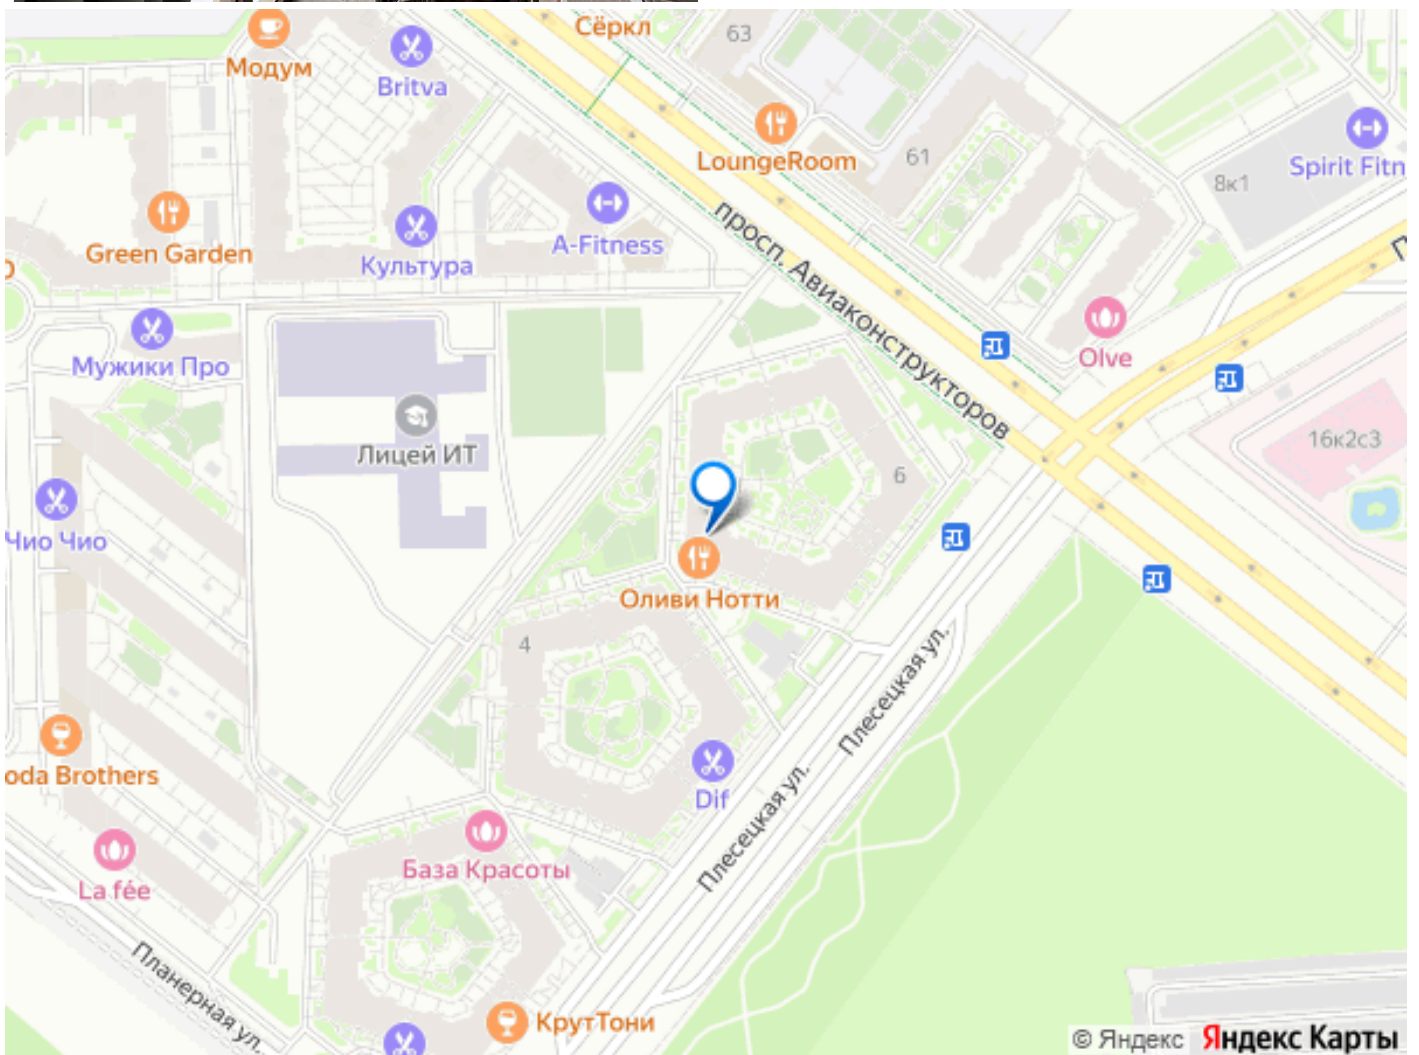 Сёркл
63
Модум
Britva
LoungeRoom
61
Spirit Fitn
8к1
Green Garden
Культура
A-Fitness
просп. Авиаконструкторов
Мужики Про
Olve
Лицей ИТ
16к2с3
6
Чио Чио
Оливи Нотти
4
Плесецкая ул.
oda Brothers
Dif
Плесецкая ул.
База Красоты
La fée
Планерная ул.
КрутТони
© Яндекс Яндекс Карты